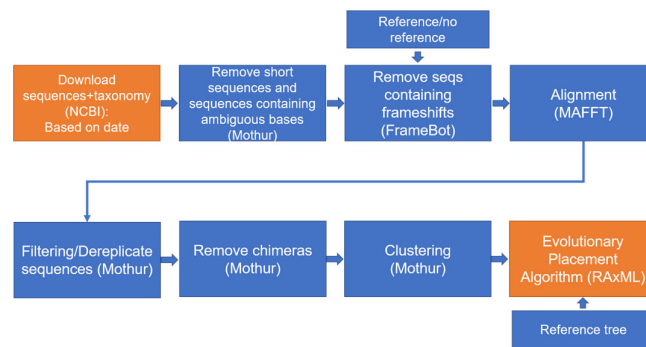 Reference/no
reference
Download
sequences+taxonomy
(NCBI):
Based on date
Remove short
sequences and
sequences containing
ambiguous bases
(Mothur)
Remove seqs
containing
frameshifts
(FrameBot)
Alignment
(MAFFT)
Filtering/Dereplicate
sequences (Mothur)
Remove chimeras
(Mothur)
Clustering
(Mothur)
Evolutionary
Placement
Algorithm (RAxML)
Reference tree